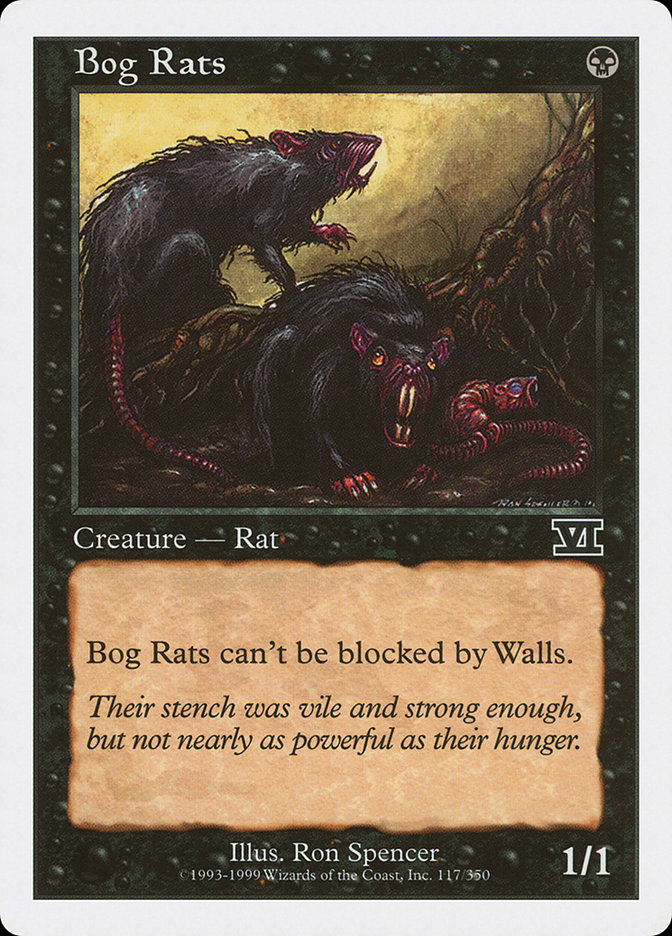 Bog Rats
Creature — Rat
VI
Bog Rats can't be blocked by Walls.
Their stench was vile and strong enough,
but not nearly as powerful as their hunger.
Illus. Ron Spencer
1/1
©1993-1999 Wizards of the Coast, Inc. 117/350